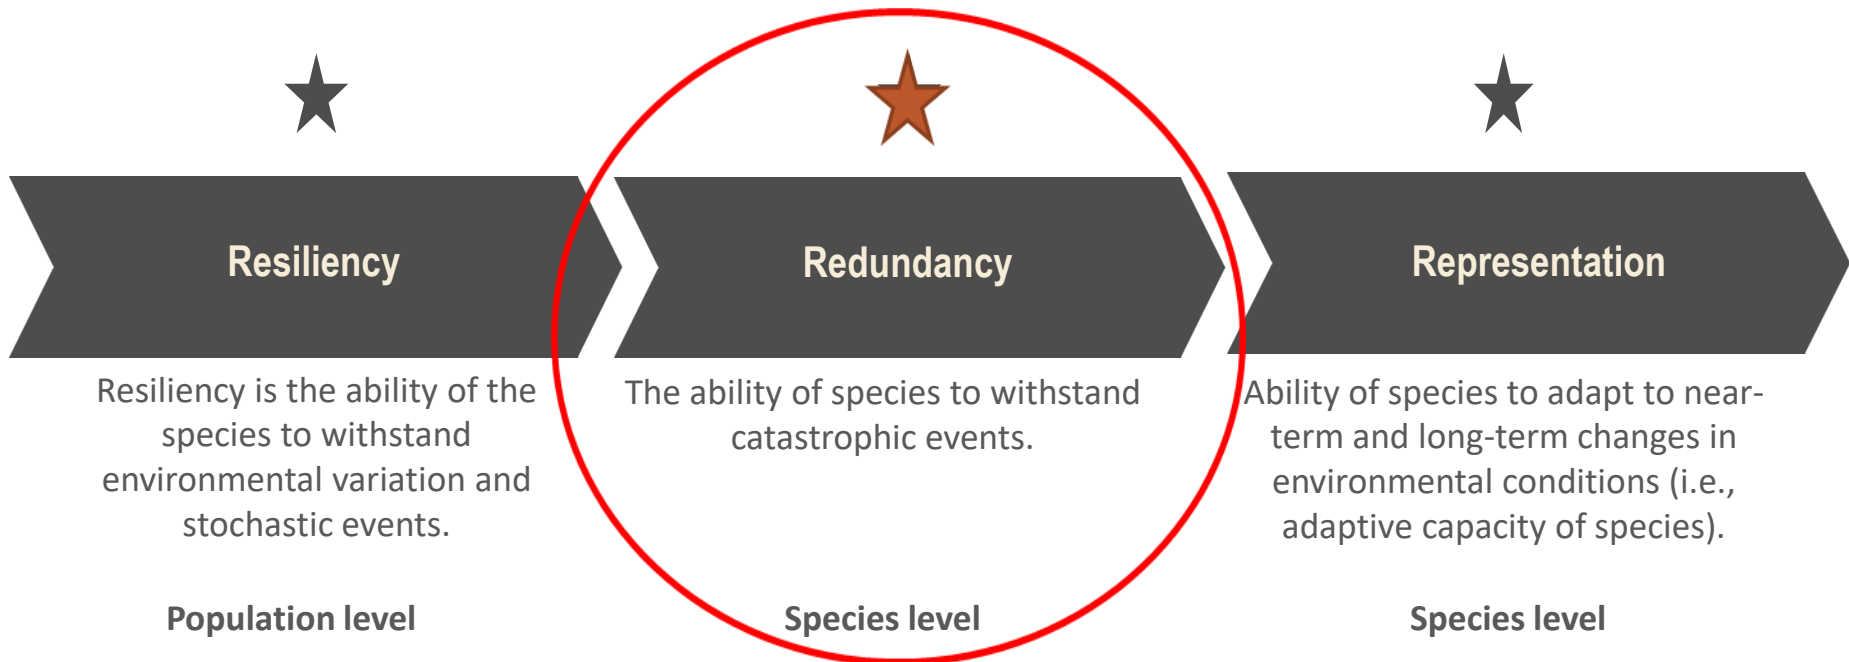 Resiliency
Resiliency is the ability of the
species to withstand
environmental variation and
stochastic events.
Population level
Redundancy
The ability of species to withstand
catastrophic events.
Species level
Representation
Ability of species to adapt to near-
term and long-term changes in
environmental conditions (i.e.,
adaptive capacity of species).
Species level